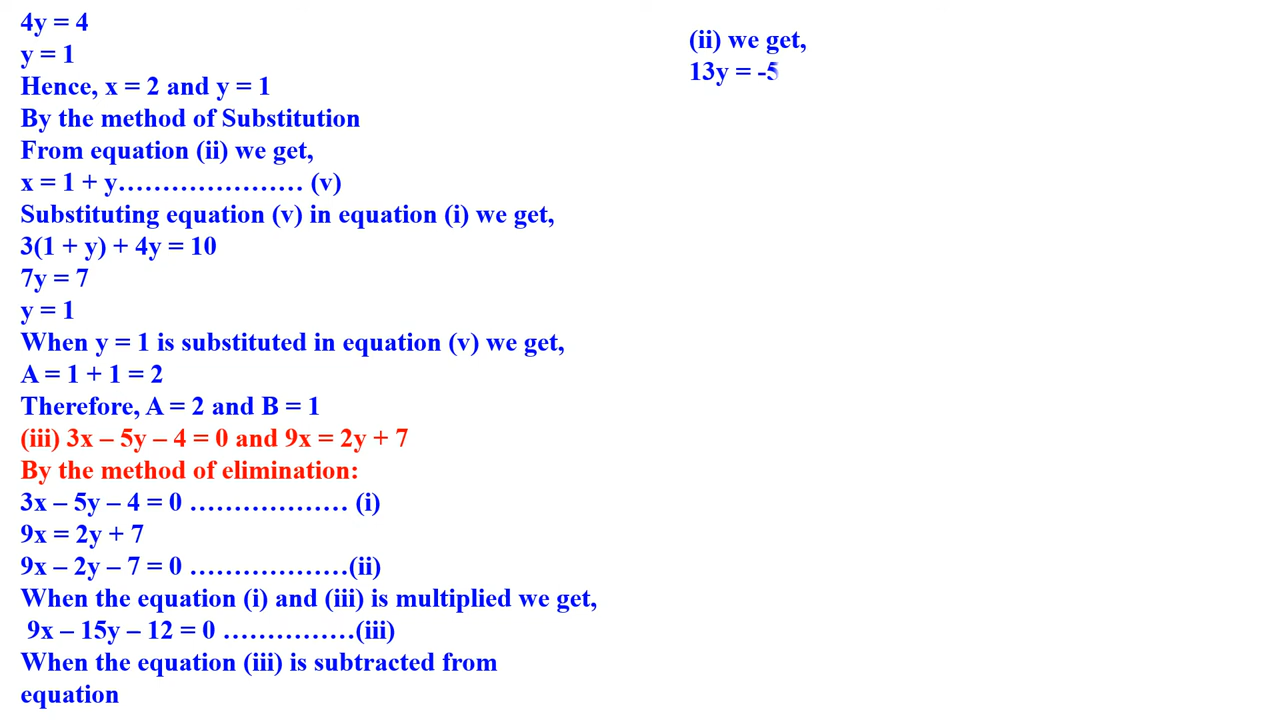 4y = 4
y = 1
Hence, x = 2 and y = 1
By the method of Substitution
From equation (ii) we get,
x = 1 + y………………… (v)
Substituting equation (v) in equation (i) we get,
3(1 + y) + 4y = 10
7y = 7
y = 1
When y = 1 is substituted in equation (v) we get,
A = 1 + 1 = 2
Therefore, A = 2 and B = 1
(iii) 3x – 5y – 4 = 0 and 9x = 2y + 7
By the method of elimination:
3x – 5y – 4 = 0 ……………… (i)
9x = 2y + 7
9x – 2y – 7 = 0 ………………(ii)
When the equation (i) and (iii) is multiplied we get,
9x – 15y – 12 = 0 ……………(iii)
When the equation (iii) is subtracted from
equation
(ii) we get,
13y = -5